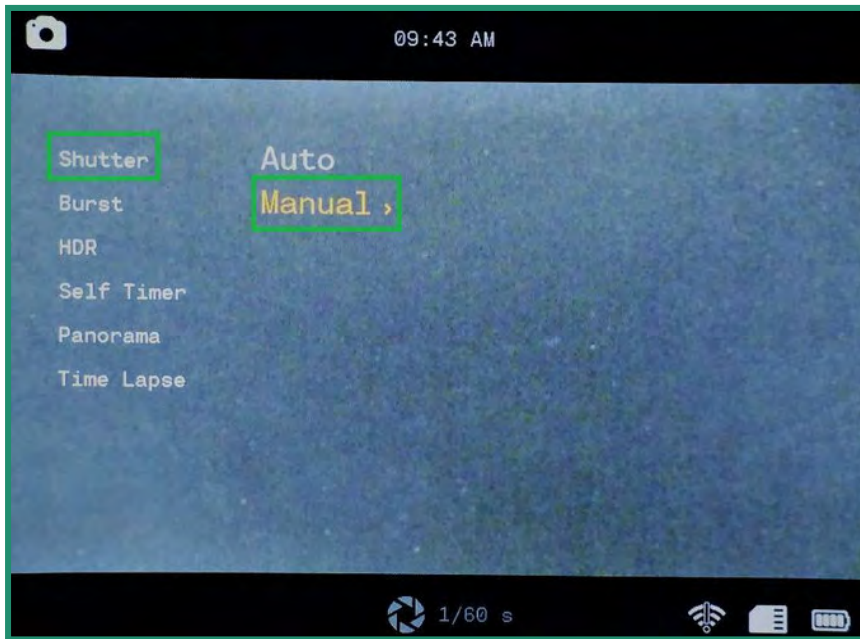 09:43 AM
Shutter
Auto
Burst
Manual ›
HDR
Self Timer
Panorama
Time Lapse
1/60 s